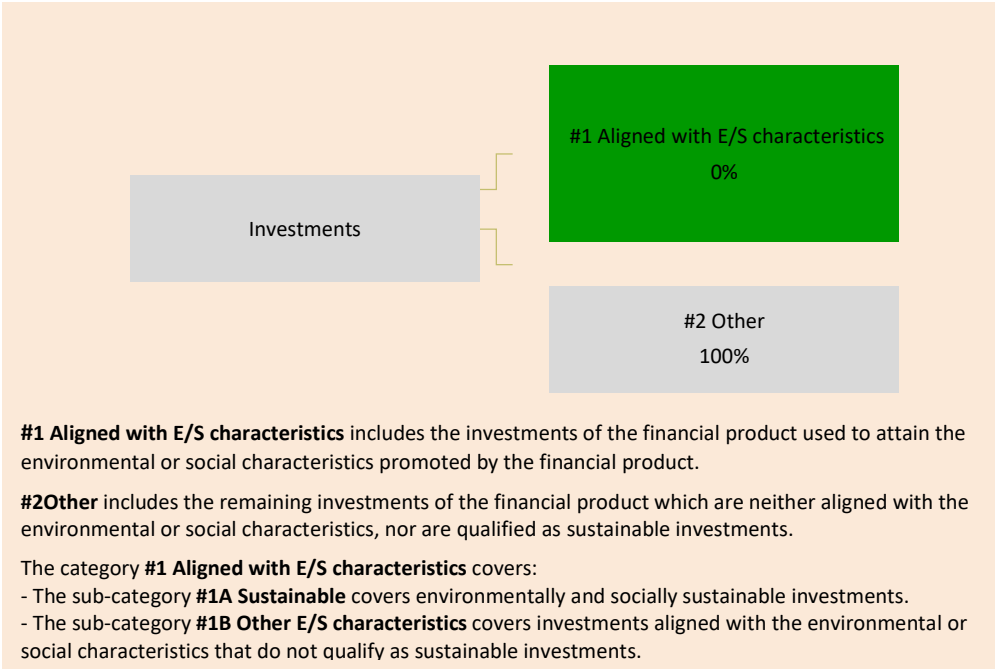 #1 Aligned with E/S characteristics
0%
Investments
#2 Other
100%
#1 Aligned with E/S characteristics includes the investments of the financial product used to attain the
environmental or social characteristics promoted by the financial product.
#2Other includes the remaining investments of the financial product which are neither aligned with the
environmental or social characteristics, nor are qualified as sustainable investments.
The category #1 Aligned with E/S characteristics covers:
- The sub-category #1A Sustainable covers environmentally and socially sustainable investments.
- The sub-category #1B Other E/S characteristics covers investments aligned with the environmental or
social characteristics that do not qualify as sustainable investments.